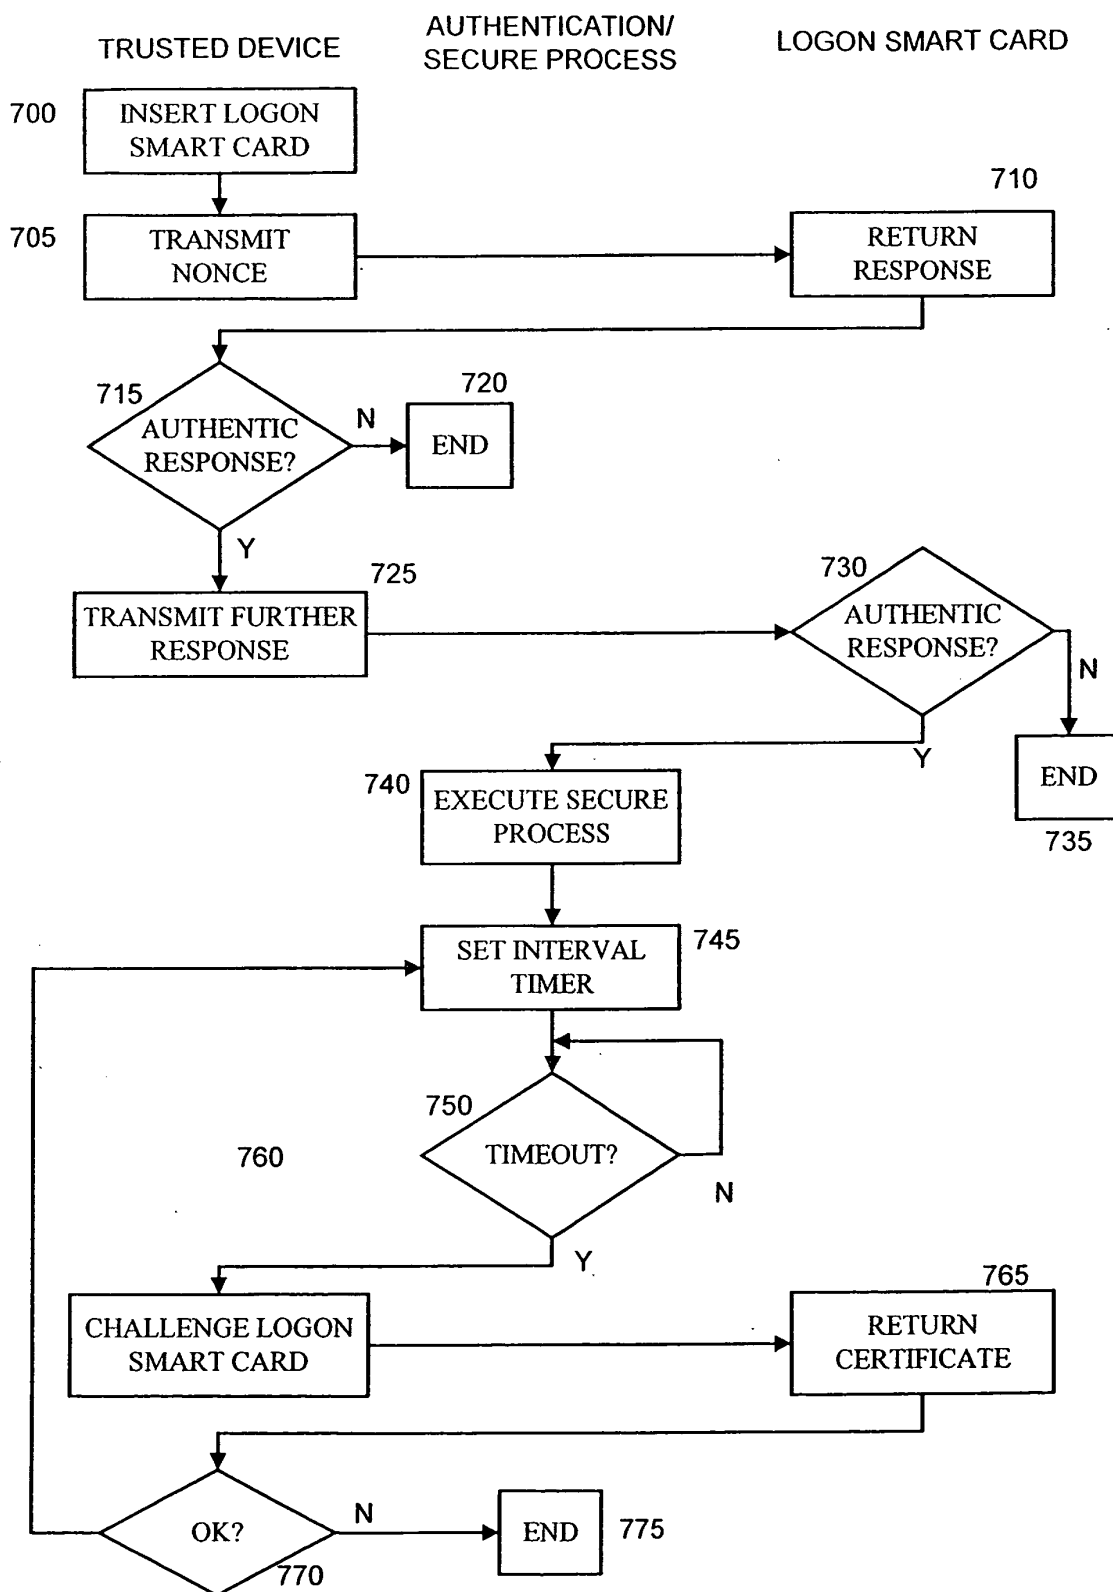 TRUSTED DEVICE
AUTHENTICATION/
SECURE PROCESS
LOGON SMART CARD
700
INSERT LOGON
SMART CARD
710
705
TRANSMIT
NONCE
RETURN
RESPONSE
715
AUTHENTIC
RESPONSE?
N
720
END
Y
725
TRANSMIT FURTHER
RESPONSE
730
AUTHENTIC
RESPONSE?
N
Y
END
735
740
EXECUTE SECURE
PROCESS
745
SET INTERVAL
TIMER
750
TIMEOUT?
N
760
Y
CHALLENGE LOGON
SMART CARD
765
RETURN
CERTIFICATE
OK?
770
N
END
775